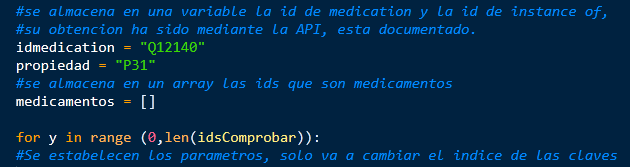 #se almacena en una variable la id de medication y la id de instance of,
#su obtencion ha sido mediante la API, esta documentado.
idmedication = "Q12140"
propiedad = "P31"
#se almacena en un array las ids que son medicamentos
medicamentos = []
for y in range (0,len(idsComprobar)):
#Se establecen los parametros, solo va a cambiar el indice de las claves